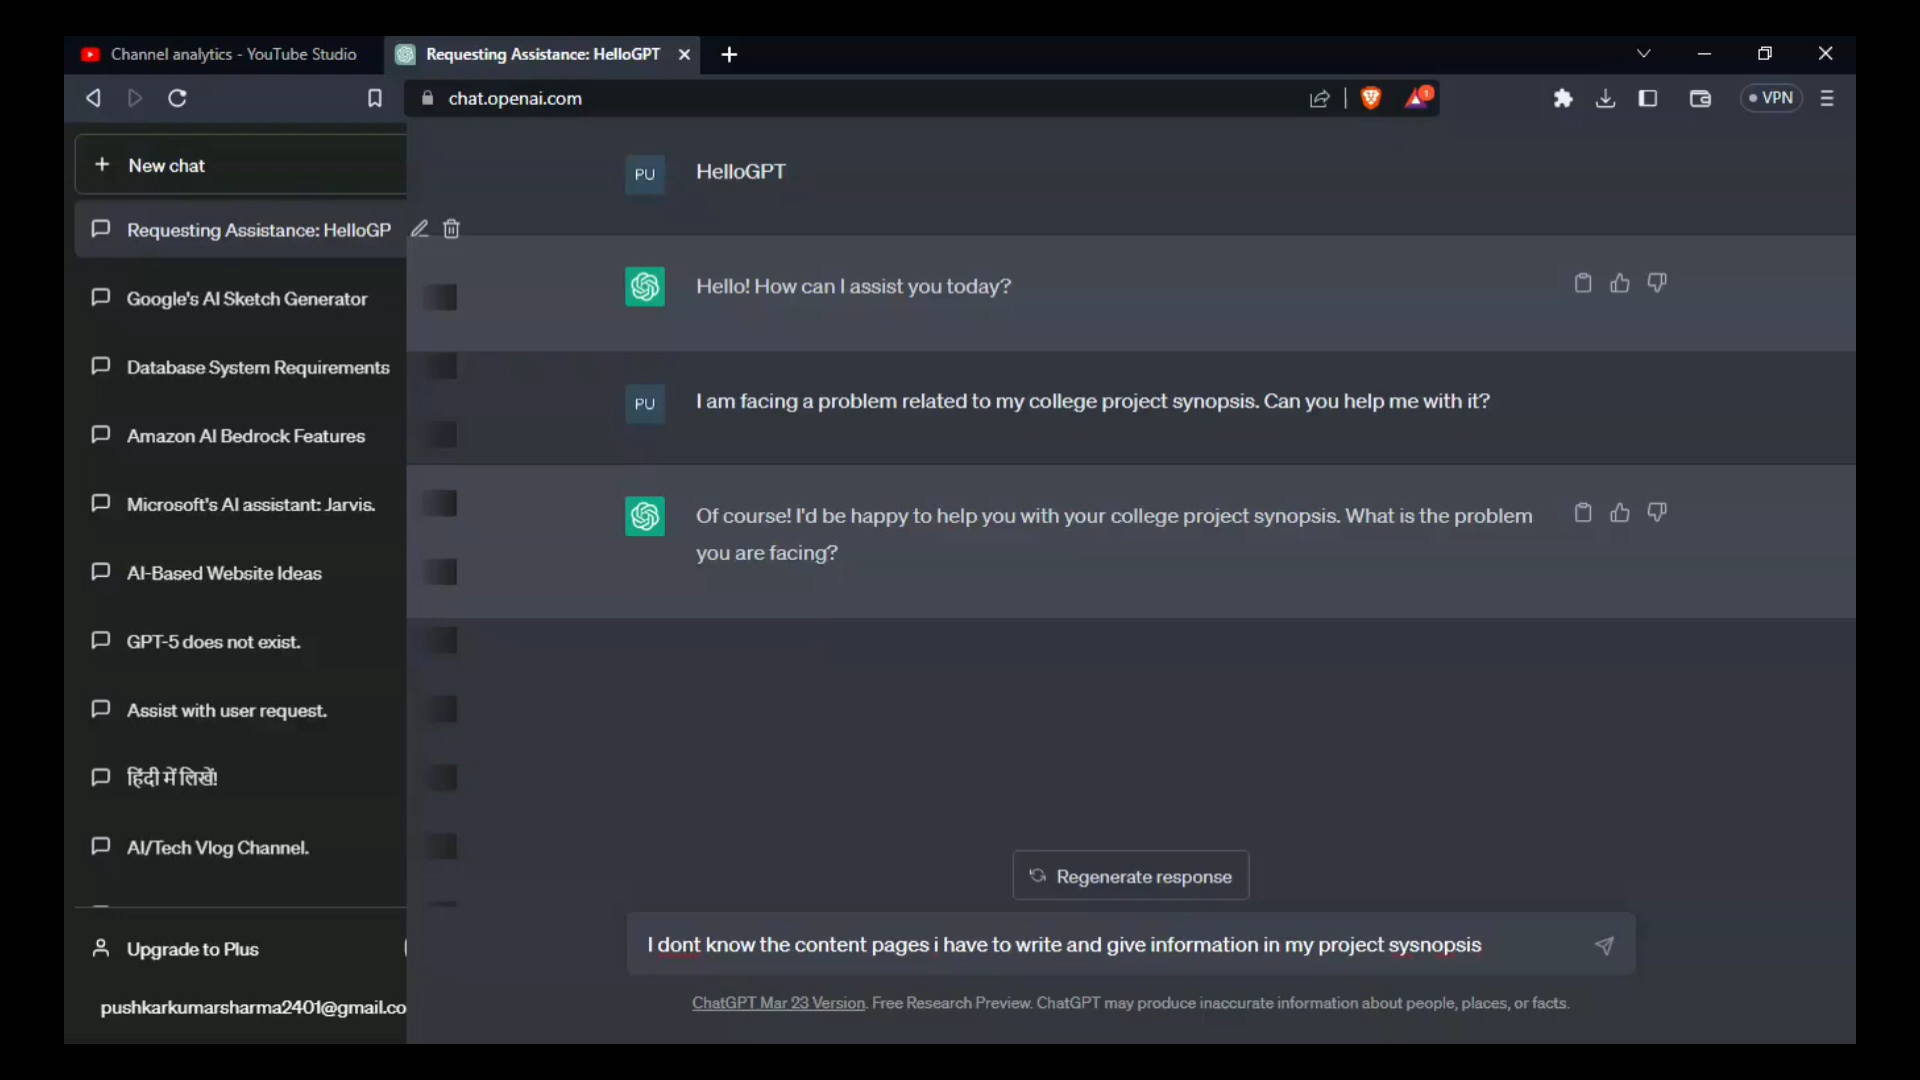 Channel analytics - YouTube Studio
Requesting Assistance: HelloGPT
chat.openai.com
1
VPN
New chat
Requesting Assistance: HelloGP
Google's AI Sketch Generator
Database System Requirements
Amazon AI Bedrock Features
Microsoft's AI assistant: Jarvis.
AI-Based Website Ideas
GPT-5 does not exist.
Assist with user request.
हिंदी में लिखें!
AI/Tech Vlog Channel.
Upgrade to Plus
pushkarkumarsharma2401@gmail.co
PU
HelloGPT
Hello! How can I assist you today?
PU
I am facing a problem related to my college project synopsis. Can you help me with it?
Of course! I'd be happy to help you with your college project synopsis. What is the problem
you are facing?
Regenerate response
I dont know the content pages i have to write and give information in my project sysnopsis
ChatGPT Mar 23 Version. Free Research Preview. ChatGPT may produce inaccurate information about people, places, or facts.